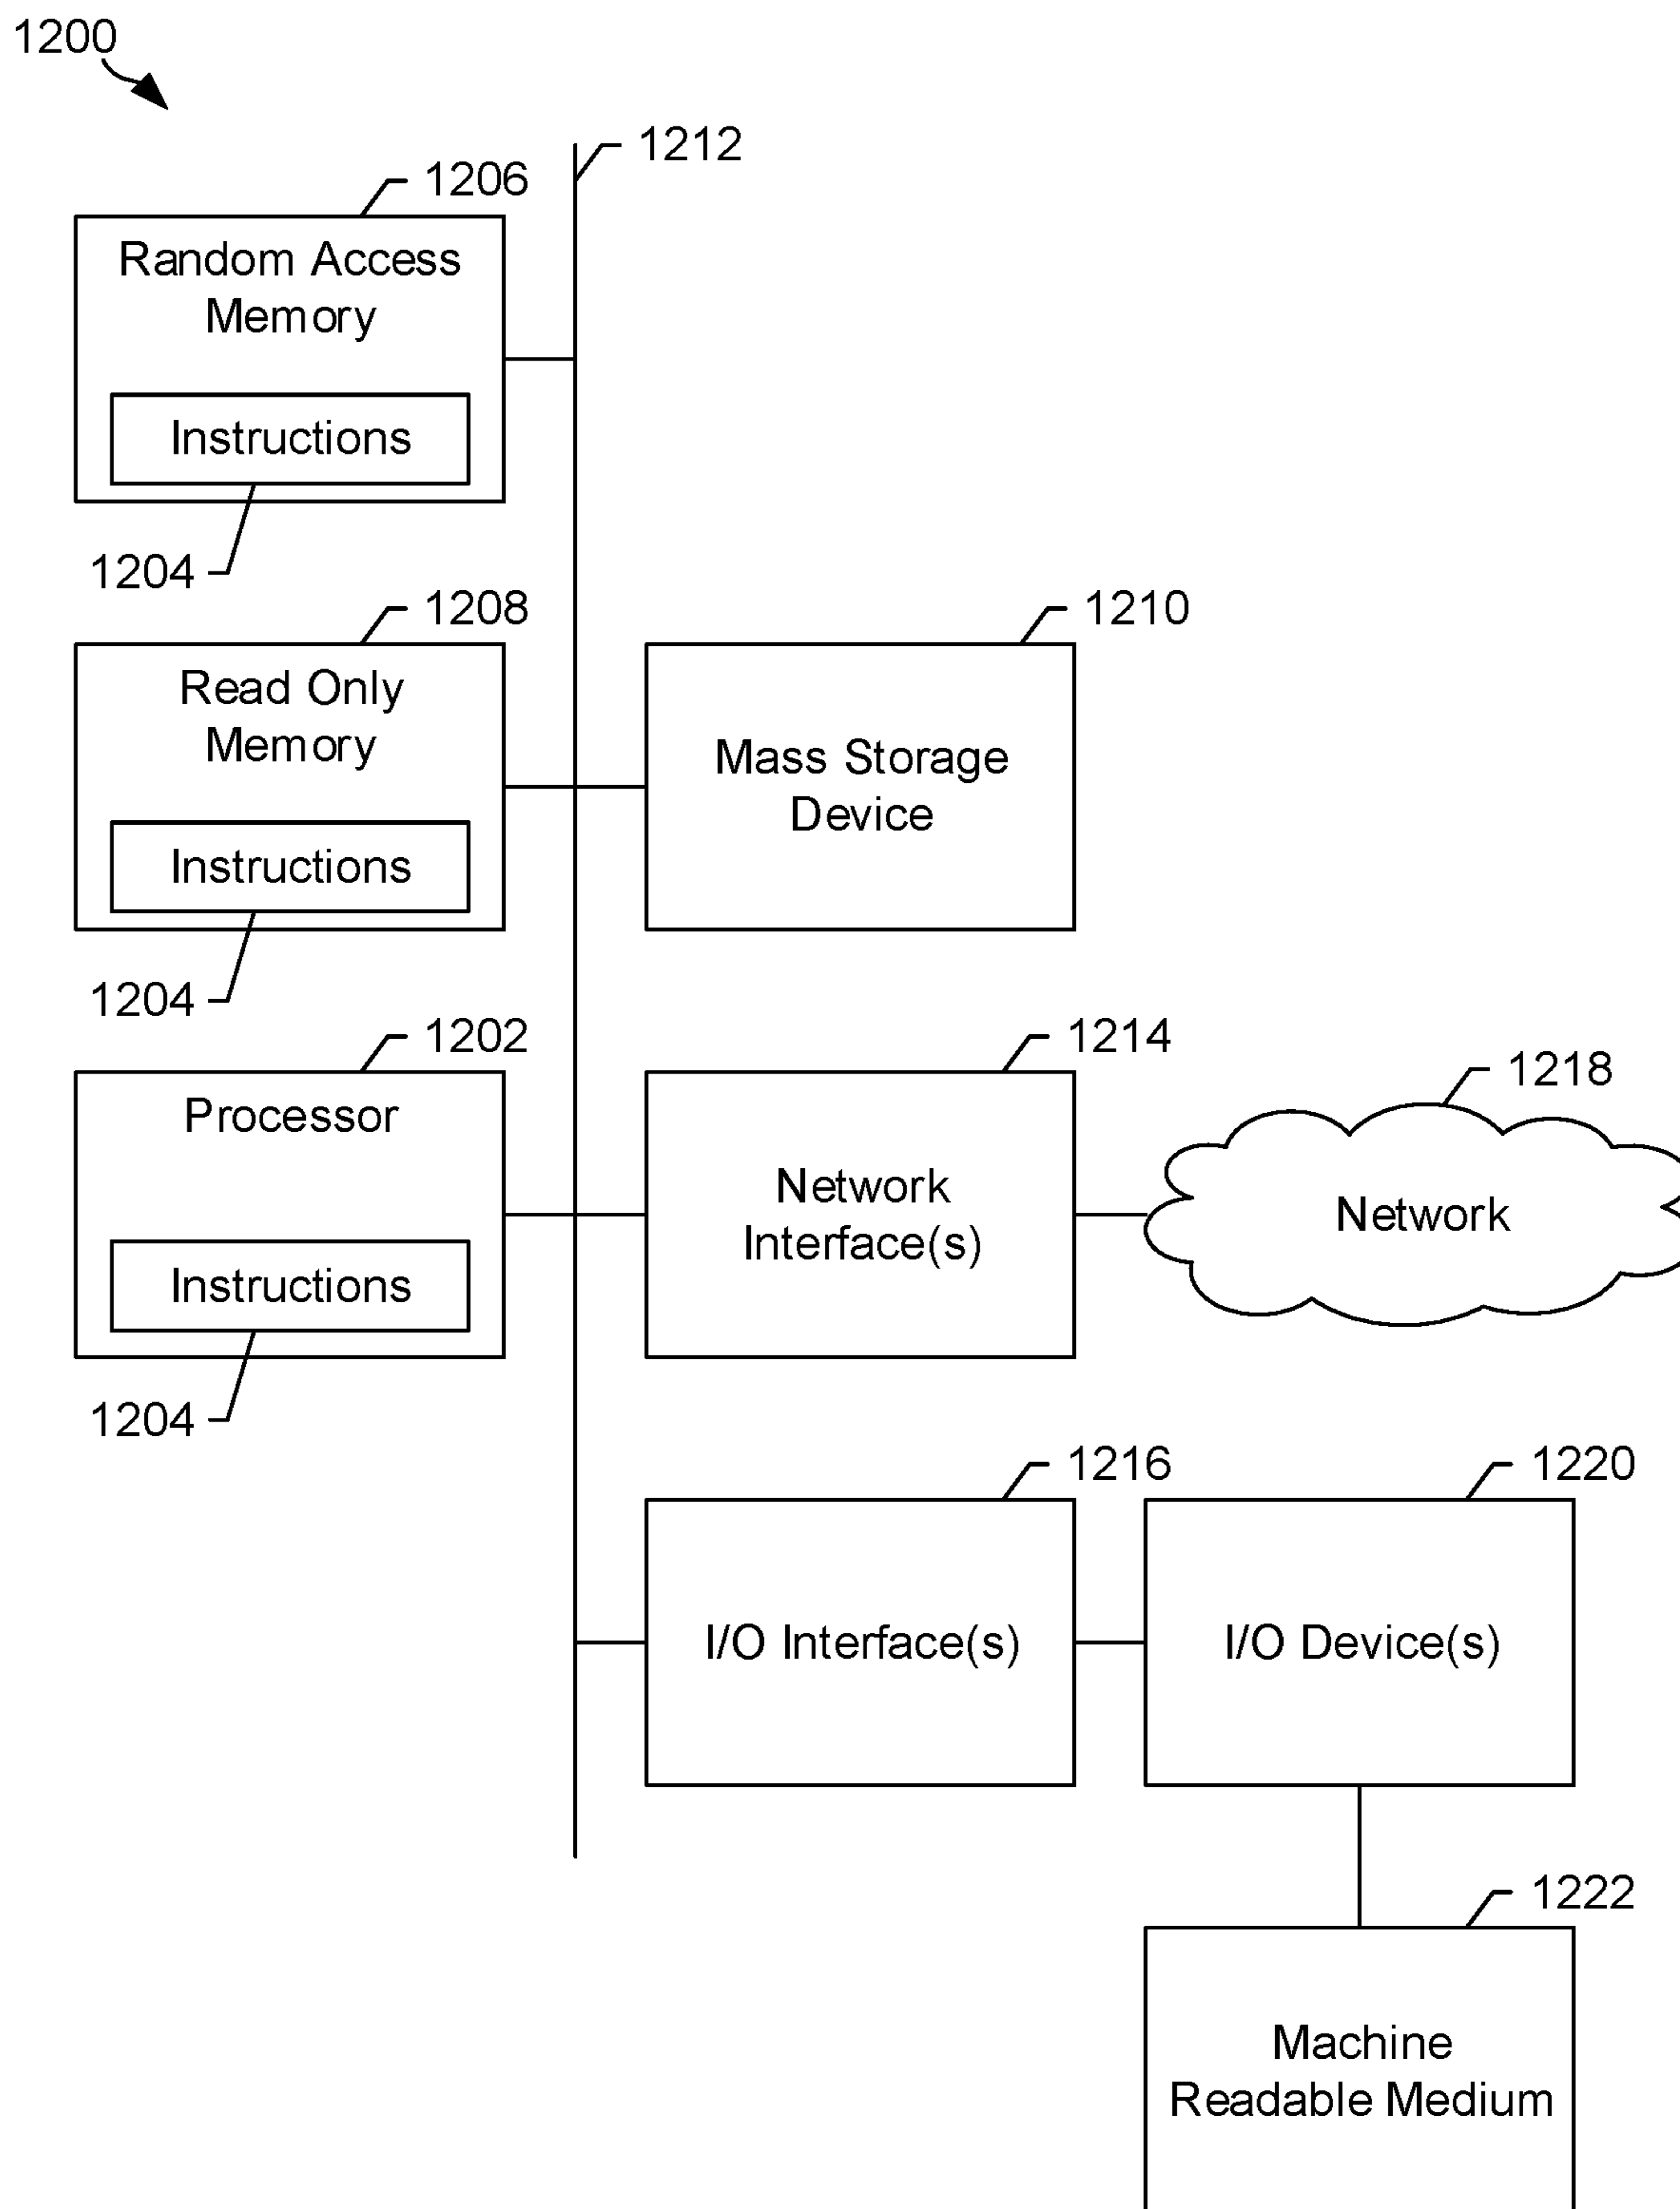 1200
1212
1206
Random Access
Memory
Instructions
1204
1208
Read Only
Memory
Instructions
1204
1210
Mass Storage
Device
1202
Processor
Instructions
1204
1214
Network
Interface(s)
1218
Network
1216
I/O Interface(s)
1220
I/O Device(s)
1222
Machine
Readable Medium